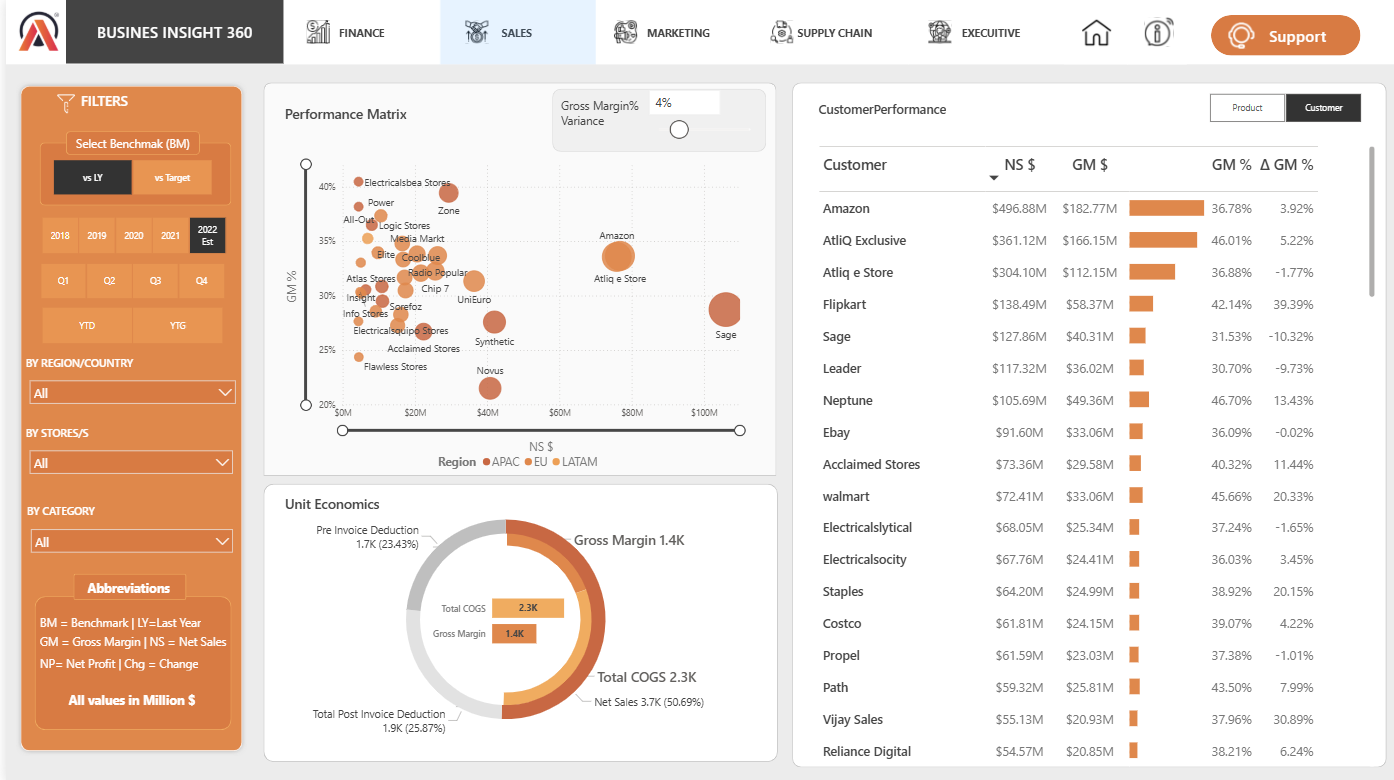 BUSINES INSIGHT 360
FINANCE
SALES
MARKETING
SUPPLY CHAIN
EXECUTIVE
Support
FILTERS
Select Benchmak (BM)
vs LY
vs Target
2018
2019
2020
2021
2022 Est
Q1
Q2
Q3
Q4
YTD
YTG
BY REGION/COUNTRY
All
BY STORES/S
All
BY CATEGORY
All
Abbreviations
BM = Benchmark | LY=Last Year
GM = Gross Margin | NS = Net Sales
NP= Net Profit | Chg = Change
All values in Million $
Performance Matrix
Gross Margin%
Variance
4%
GM %
40%
35%
30%
25%
20%
Electricalsbea Stores
Power
Zone
All-Out
Logic Stores
Media Markt
Amazon
Elite
Coolblue
Radio Popular
Atlas Stores
Atliq e Store
Chip 7
Insight
UniEuro
Sorefoz
Info Stores
Electricalsquipo Stores
Synthetic
Sage
Acclaimed Stores
Flawless Stores
Novus
$0M
$20M
$40M
$60M
$80M
$100M
NS $
Region APAC EU LATAM
Unit Economics
Pre Invoice Deduction
1.7K (23.43%)
Gross Margin 1.4K
Total COGS
2.3K
Gross Margin
1.4K
Total COGS 2.3K
Net Sales 3.7K (50.69%)
Total Post Invoice Deduction
1.9K (25.87%)
CustomerPerformance
Product
Customer
Customer NS $ GM $ GM % Δ GM %
Amazon $496.88M $182.77M 36.78% 3.92%
AtliQ Exclusive $361.12M $166.15M 46.01% 5.22%
Atliq e Store $304.10M $112.15M 36.88% -1.77%
Flipkart $138.49M $58.37M 42.14% 39.39%
Sage $127.86M $40.31M 31.53% -10.32%
Leader $117.32M $36.02M 30.70% -9.73%
Neptune $105.69M $49.36M 46.70% 13.43%
Ebay $91.60M $33.06M 36.09% -0.02%
Acclaimed Stores $73.36M $29.58M 40.32% 11.44%
walmart $72.41M $33.06M 45.66% 20.33%
Electricalslytical $68.05M $25.34M 37.24% -1.65%
Electricalsocity $67.76M $24.41M 36.03% 3.45%
Staples $64.20M $24.99M 38.92% 20.15%
Costco $61.81M $24.15M 39.07% 4.22%
Propel $61.59M $23.03M 37.38% -1.01%
Path $59.32M $25.81M 43.50% 7.99%
Vijay Sales $55.13M $20.93M 37.96% 30.89%
Reliance Digital $54.57M $20.85M 38.21% 6.24%